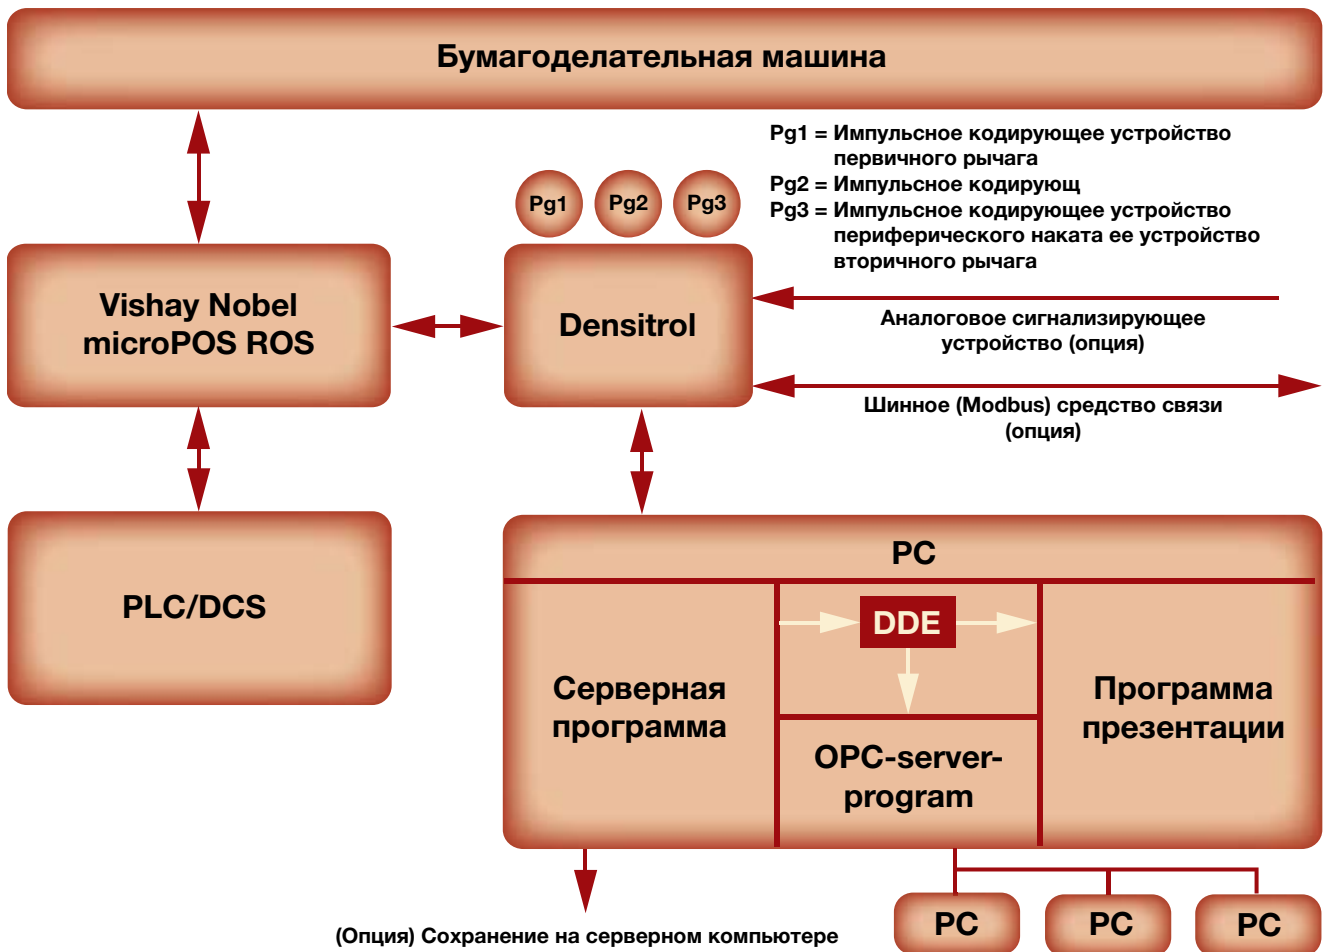 Бумагоделательная машина
Pg1 = Импульсное кодирующее устройство
первичного рычага
Pg2 = Импульсное кодирующ
Pg3 = Импульсное кодирующее устройство
периферического наката ее устройство
вторичного рычага
Pg1
Pg2
Pg3
Vishay Nobel
microPOS ROS
Densitrol
Аналоговое сигнализирующее
устройство (опция)
Шинное (Modbus) средство связи
(опция)
PLC/DCS
PC
DDE
Серверная
программа
OPC-server-
program
Программа
презентации
PC
PC
PC
(Опция) Сохранение на серверном компьютере